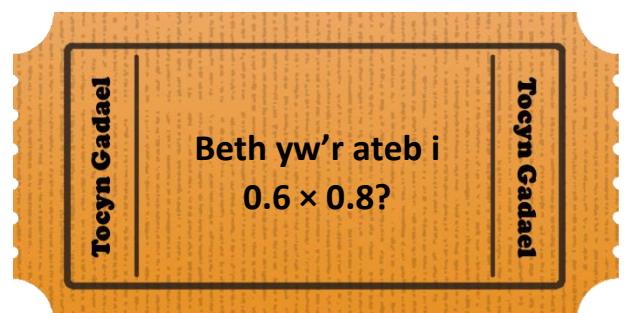 Tocyn Gadael
Beth yw’r ateb i
0.6 × 0.8?
Tocyn Gadael